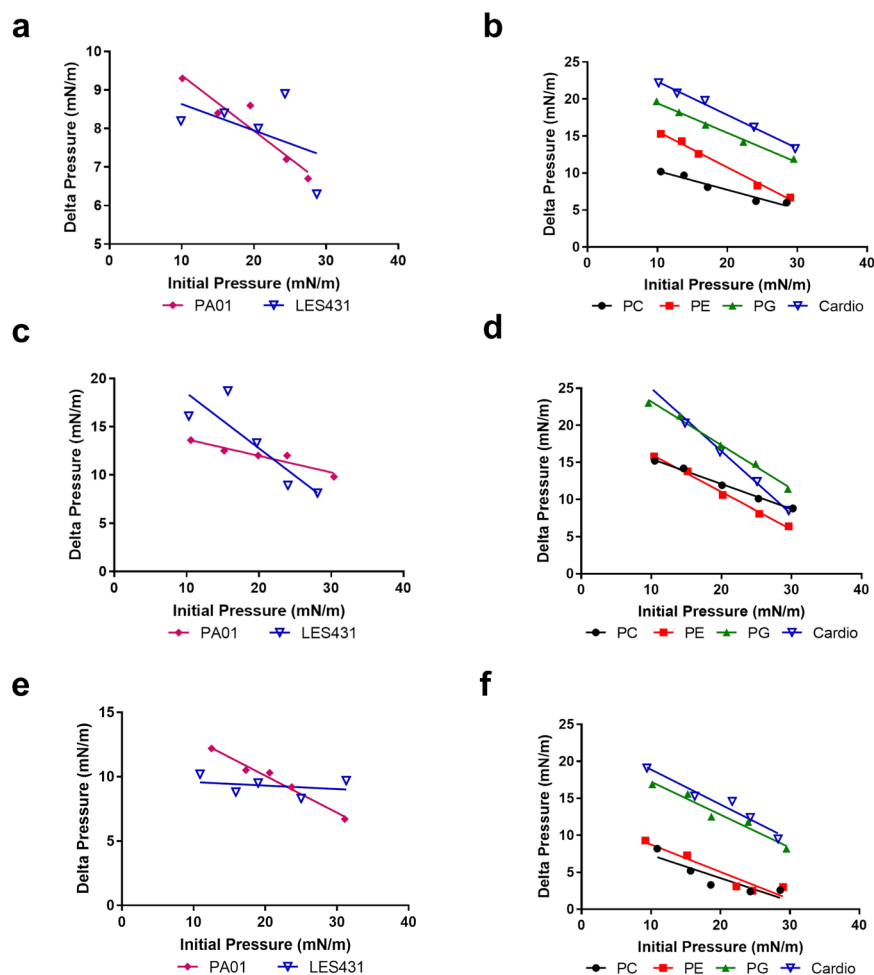 a
Delta Pressure (mN/m)
10
9
8
7
6
5
0 10 20 30 40
Initial Pressure (mN/m)
PA01 LES431
b
Delta Pressure (mN/m)
25
20
15
10
5
0
0 10 20 30 40
Initial Pressure (mN/m)
PC PE PG Cardio
c
Delta Pressure (mN/m)
20
15
10
5
0
0 10 20 30 40
Initial Pressure (mN/m)
PA01 LES431
d
Delta Pressure (mN/m)
25
20
15
10
5
0
0 10 20 30 40
Initial Pressure (mN/m)
PC PE PG Cardio
e
Delta Pressure (mN/m)
15
10
5
0
0 10 20 30 40
Initial Pressure (mN/m)
PA01 LES431
f
Delta Pressure (mN/m)
25
20
15
10
5
0
0 10 20 30 40
Initial Pressure (mN/m)
PC PE PG Cardio